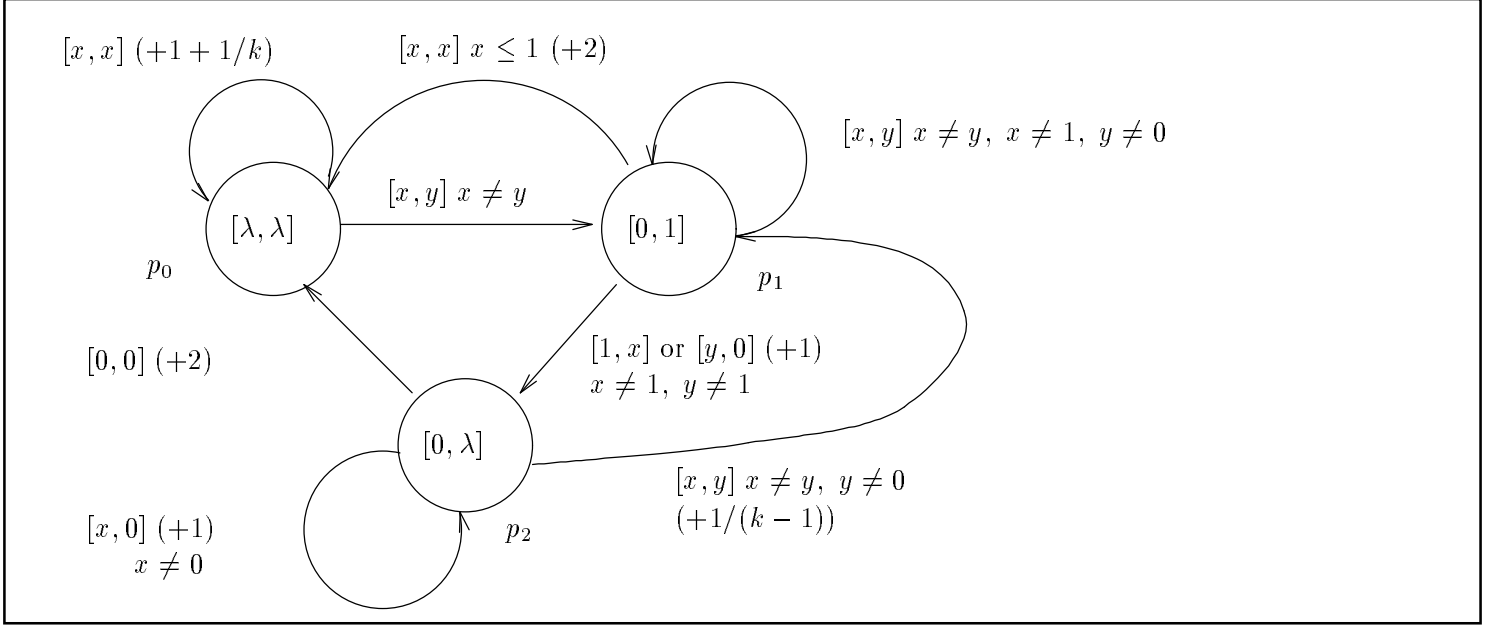 [x, x] (+1 + 1/k)
[x, x] x ≤ 1 (+2)
[x, y] x ≠ y, x ≠ 1, y ≠ 0
[x, y] x ≠ y
[λ, λ]
[0, 1]
p₀
p₁
[0, 0] (+2)
[1, x] or [y, 0] (+1)
x ≠ 1, y ≠ 1
[0, λ]
[x, y] x ≠ y, y ≠ 0
(+1/(k − 1))
[x, 0] (+1)
x ≠ 0
p₂